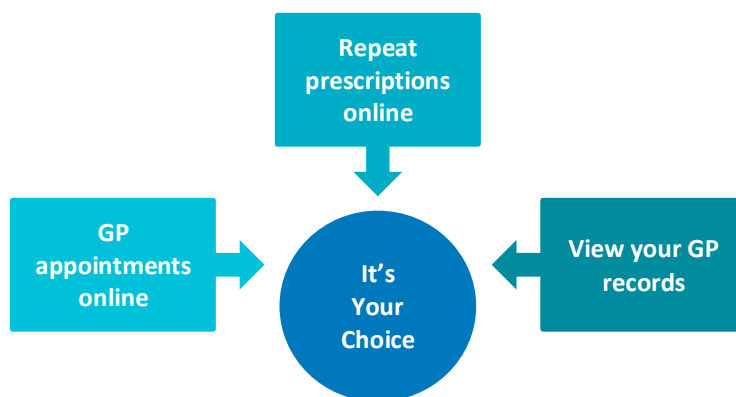 Repeat
prescriptions
online
GP
appointments
online
It’s
Your
Choice
View your GP
records